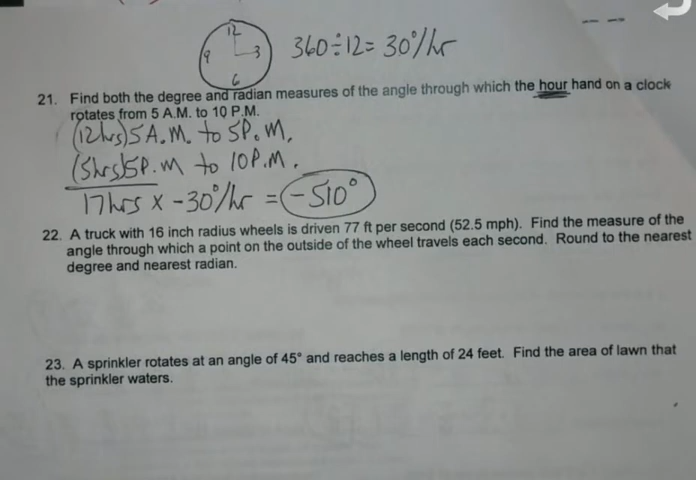 12
9 3
6
360÷12= 30°/hr
21. Find both the degree and radian measures of the angle through which the hour hand on a clock
rotates from 5 A.M. to 10 P.M.
(12hrs)5A.M. to 5P.M.
(5hrs)5P.M to 10P.M.
17hrs x -30°/hr = -510°
22. A truck with 16 inch radius wheels is driven 77 ft per second (52.5 mph). Find the measure of the
angle through which a point on the outside of the wheel travels each second. Round to the nearest
degree and nearest radian.
23. A sprinkler rotates at an angle of 45° and reaches a length of 24 feet. Find the area of lawn that
the sprinkler waters.